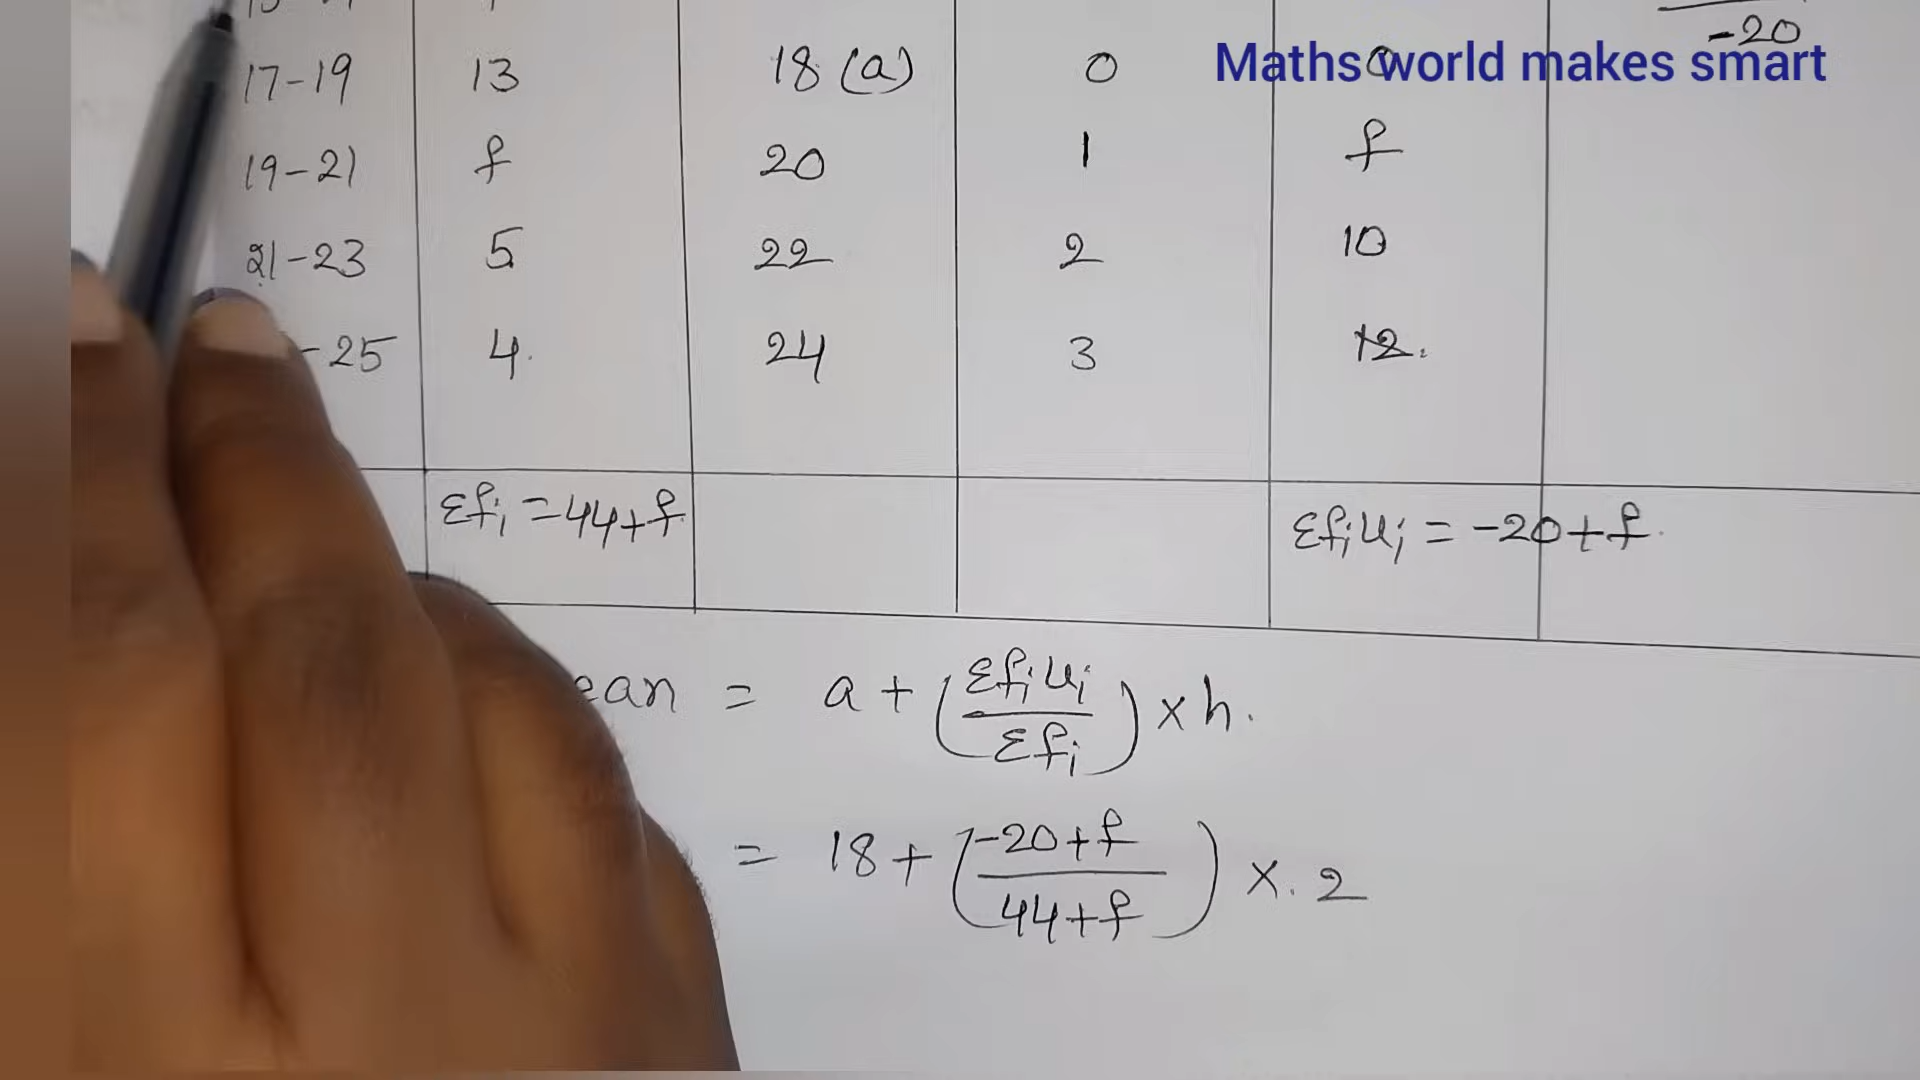 -20
Maths world makes smart
17-19 13 18 (a) 0 0
19-21 f 20 1 f
21-23 5 22 2 10
-25 4. 24 3 12.
Σfi = 44+f Σfiui = -20+f.
ean = a + (Σfiui / Σfi) × h.
= 18 + (-20+f / 44+f) ×. 2